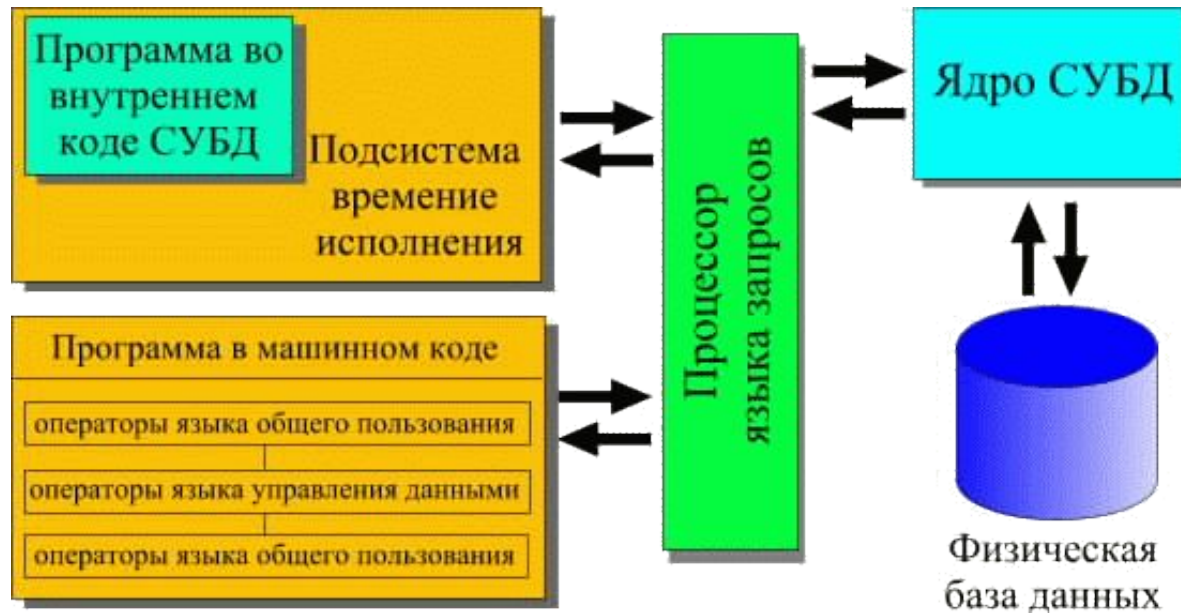 Программа во
внутреннем
коде СУБД
Подсистема
времение
исполнения
Программа в машинном коде
операторы языка общего пользования
операторы языка управления данными
операторы языка общего пользования
Процессор
языка запросов
Ядро СУБД
Физическая
база данных